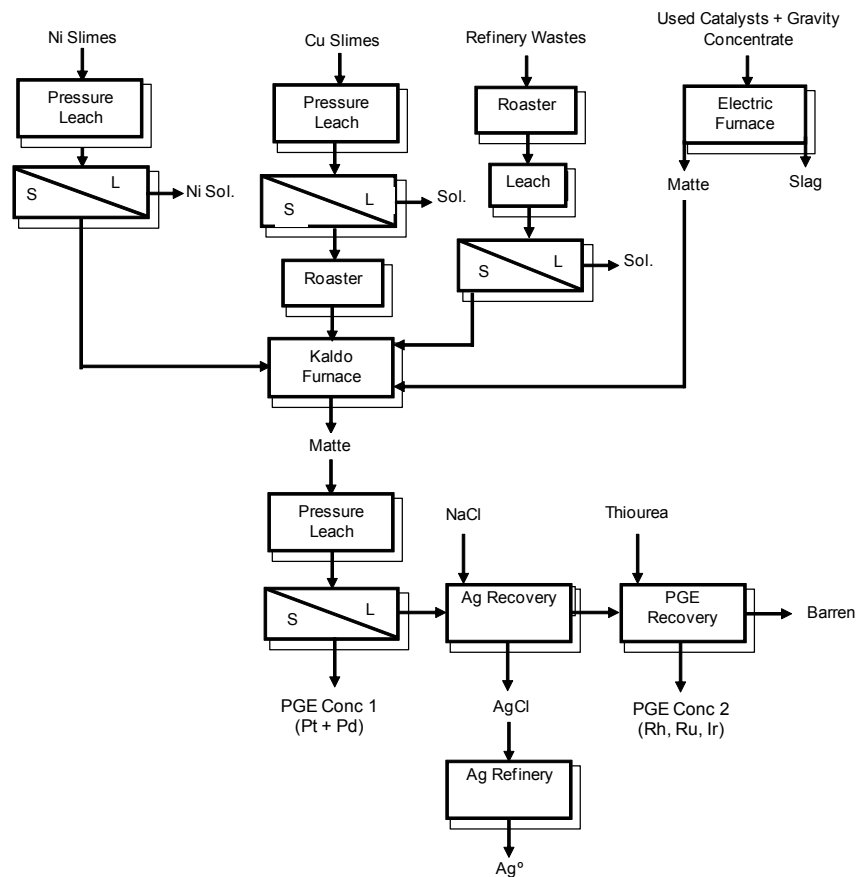 Ni Slimes
Cu Slimes
Refinery Wastes
Used Catalysts + Gravity
Concentrate
Pressure
Leach
Pressure
Leach
Roaster
Electric
Furnace
S
L
Ni Sol.
S
L
Sol.
Leach
Matte
Slag
Roaster
S
L
Sol.
Kaldo
Furnace
Matte
Pressure
Leach
NaCl
Thiourea
S
L
Ag Recovery
PGE
Recovery
Barren
PGE Conc 1
(Pt + Pd)
AgCl
PGE Conc 2
(Rh, Ru, Ir)
Ag Refinery
Agº